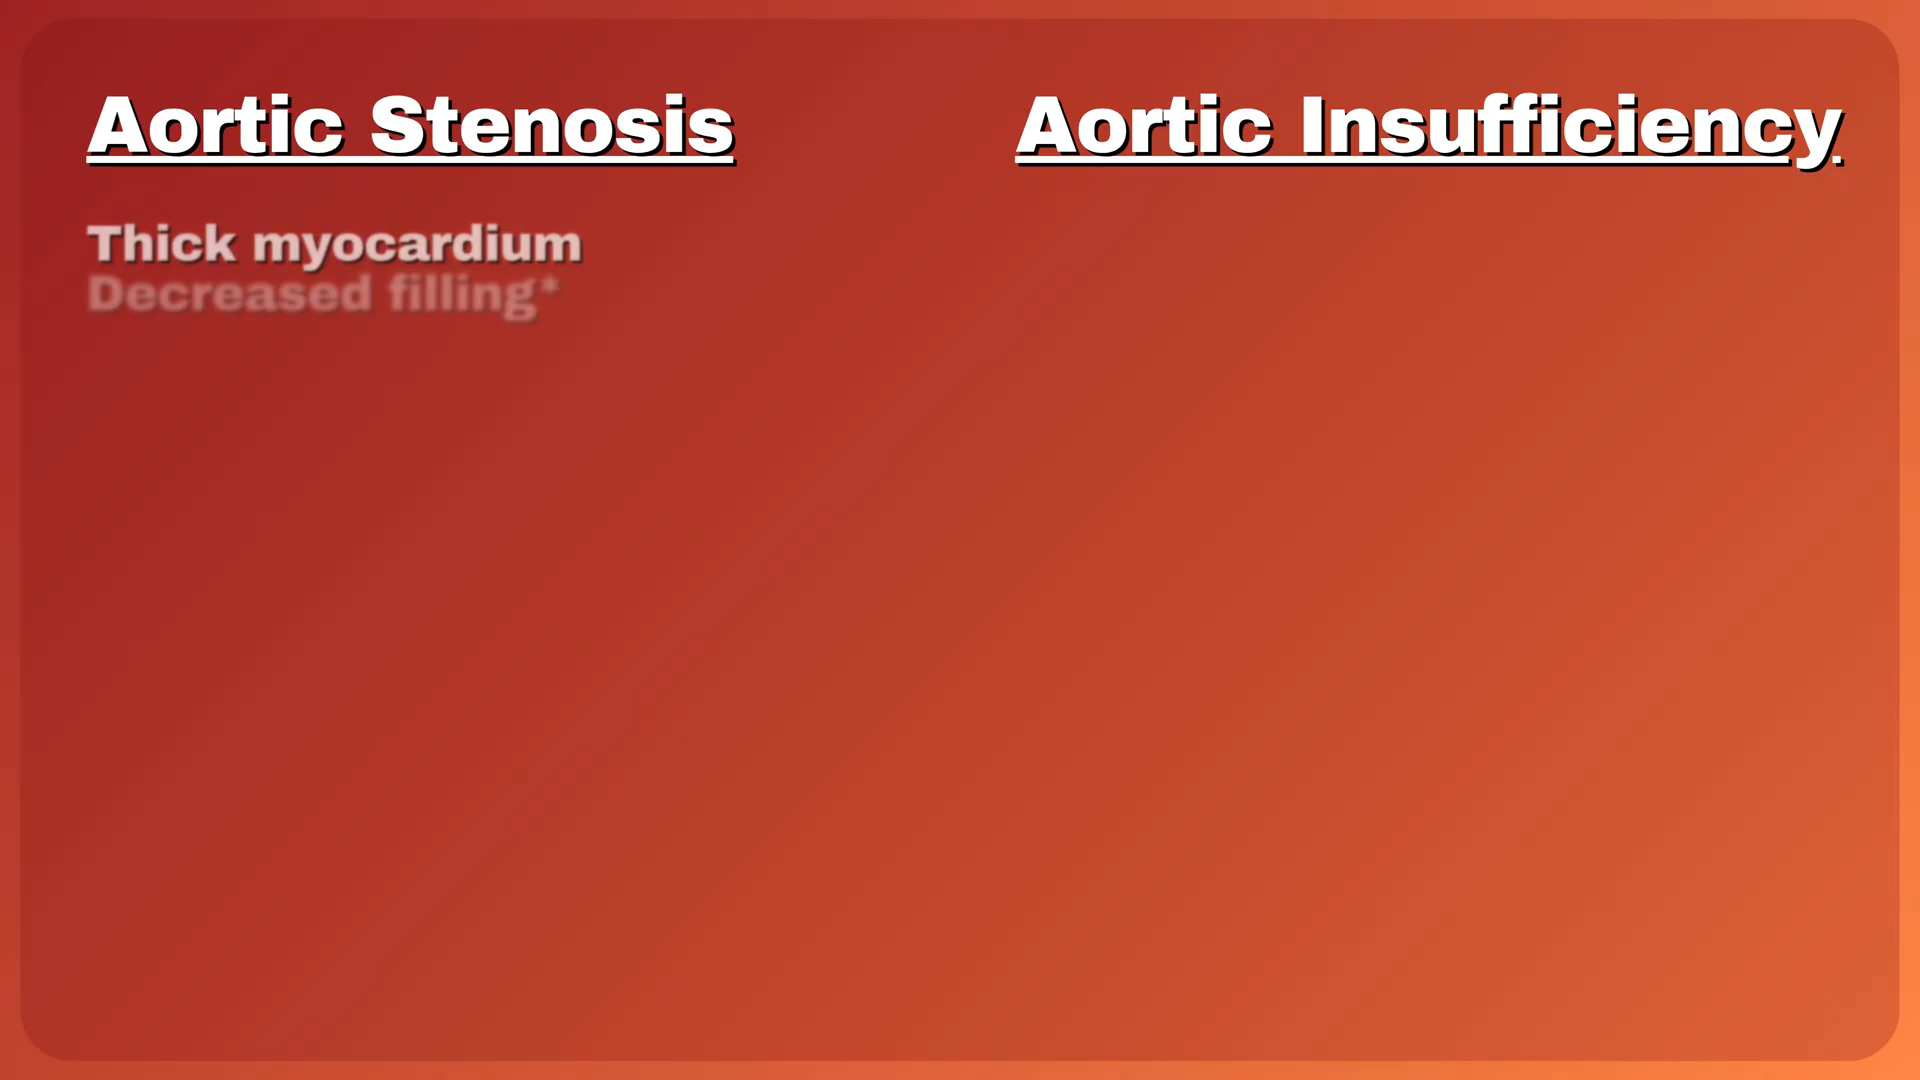 Aortic Stenosis
Aortic Insufficiency
Thick myocardium
Decreased filling*